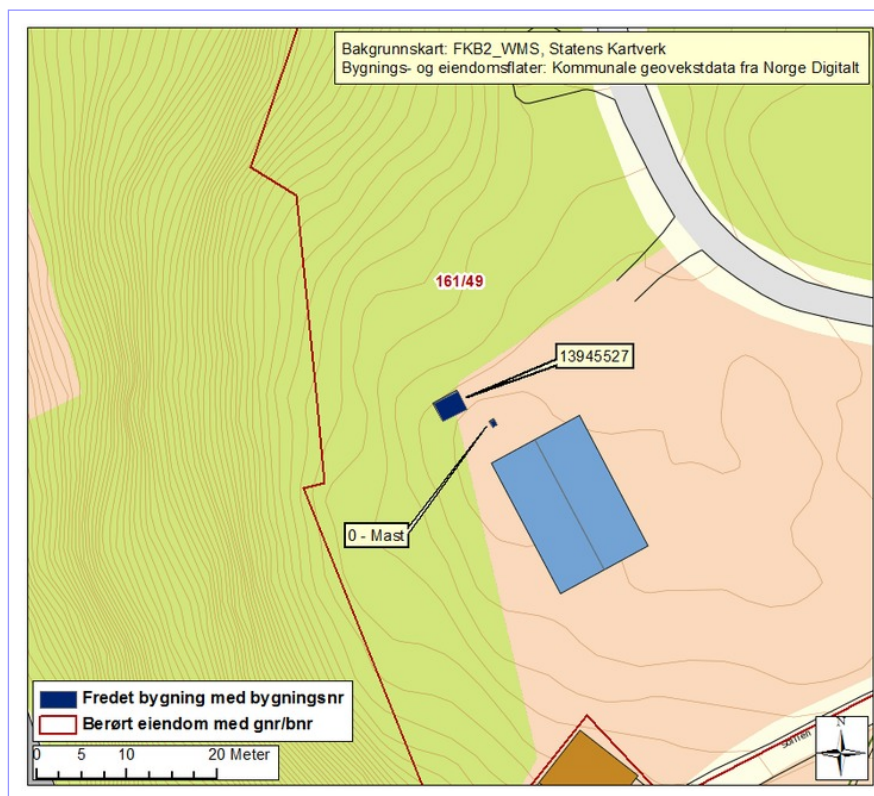 Bakgrunnskart: FKB2_WMS, Statens Kartverk
Bygnings- og eiendomsflater: Kommunale geovekstdata fra Norge Digitalt
161/49
13945527
0 - Mast
Fredet bygning med bygningsnr
Berørt eiendom med gnr/bnr
0 5 10 20 Meter
N